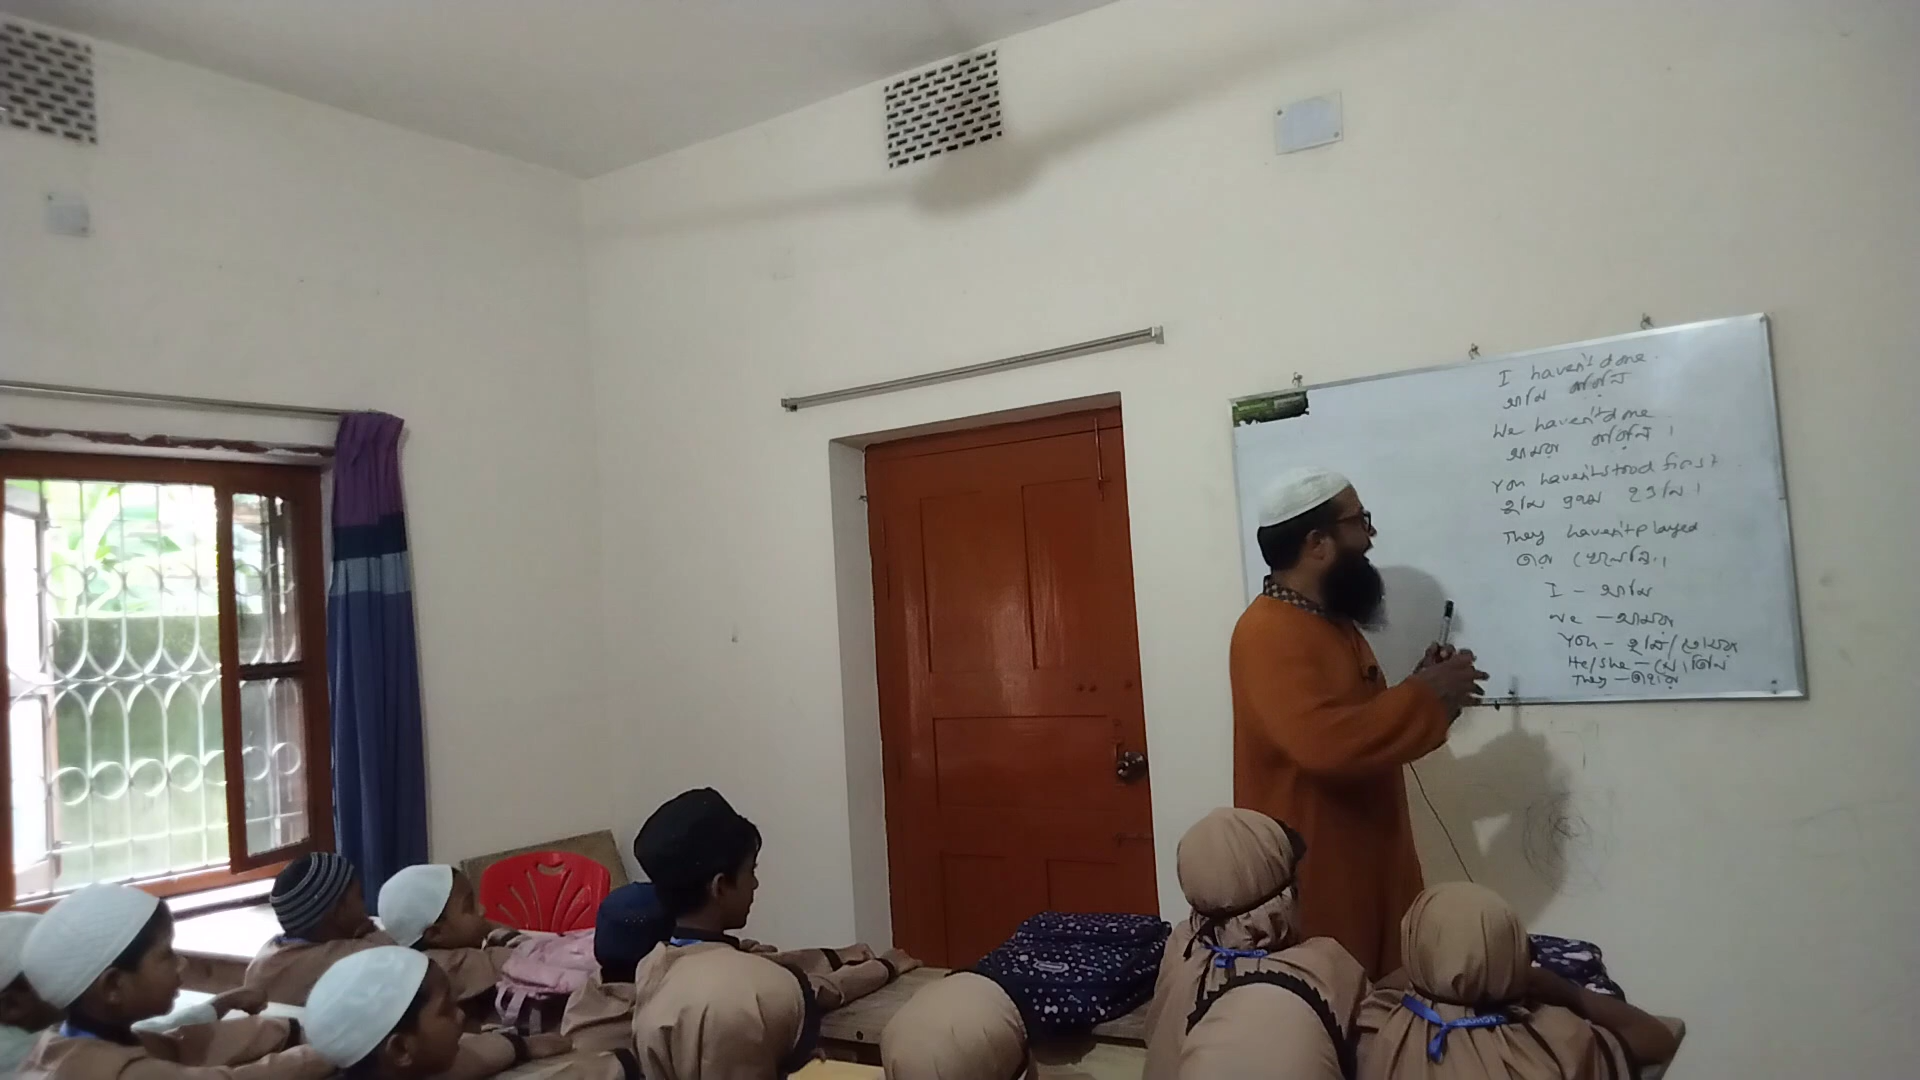 I haven't done.
আমি করিনি
We haven't done
আমরা করিনি।
You haven't stood first
তুমি প্রথম হওনি।
They haven't played
তারা খেলেনি।
I - আমি
We - আমরা
You - তুমি/তোমরা
He/She - সে/তিনি
They - তাহারা